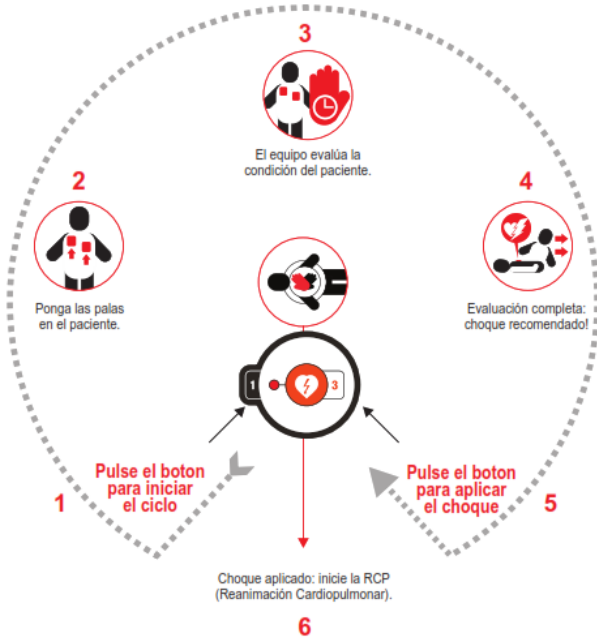 3
El equipo evalúa la
condición del paciente.
2
Ponga las palas
en el paciente.
4
Evaluación completa:
choque recomendado!
1
3
1
Pulse el boton
para iniciar
el ciclo
Pulse el boton
para aplicar
el choque
5
Choque aplicado: inicie la RCP
(Reanimación Cardiopulmonar).
6